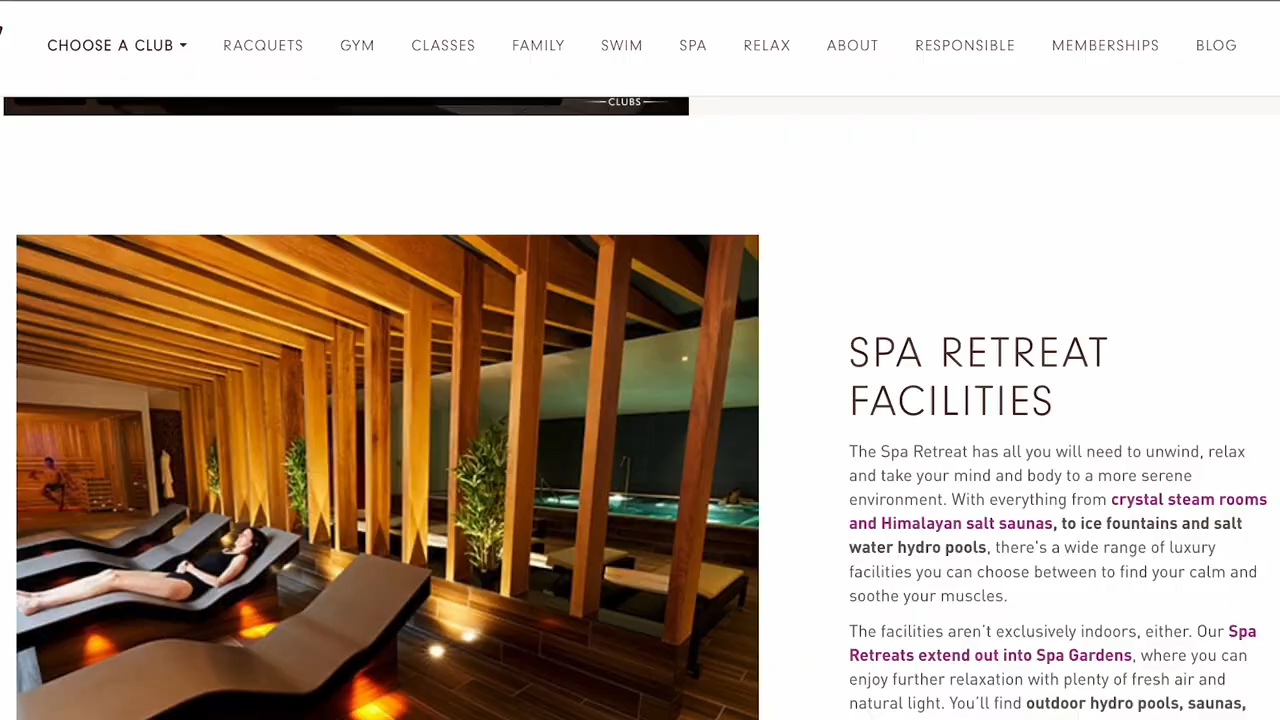 CHOOSE A CLUB RACQUETS GYM CLASSES FAMILY SWIM SPA RELAX ABOUT RESPONSIBLE MEMBERSHIPS BLOG
CLUBS
SPA RETREAT
FACILITIES
The Spa Retreat has all you will need to unwind, relax
and take your mind and body to a more serene
environment. With everything from crystal steam rooms
and Himalayan salt saunas, to ice fountains and salt
water hydro pools, there's a wide range of luxury
facilities you can choose between to find your calm and
soothe your muscles.
The facilities aren’t exclusively indoors, either. Our Spa
Retreats extend out into Spa Gardens, where you can
enjoy further relaxation with plenty of fresh air and
natural light. You’ll find outdoor hydro pools, saunas,